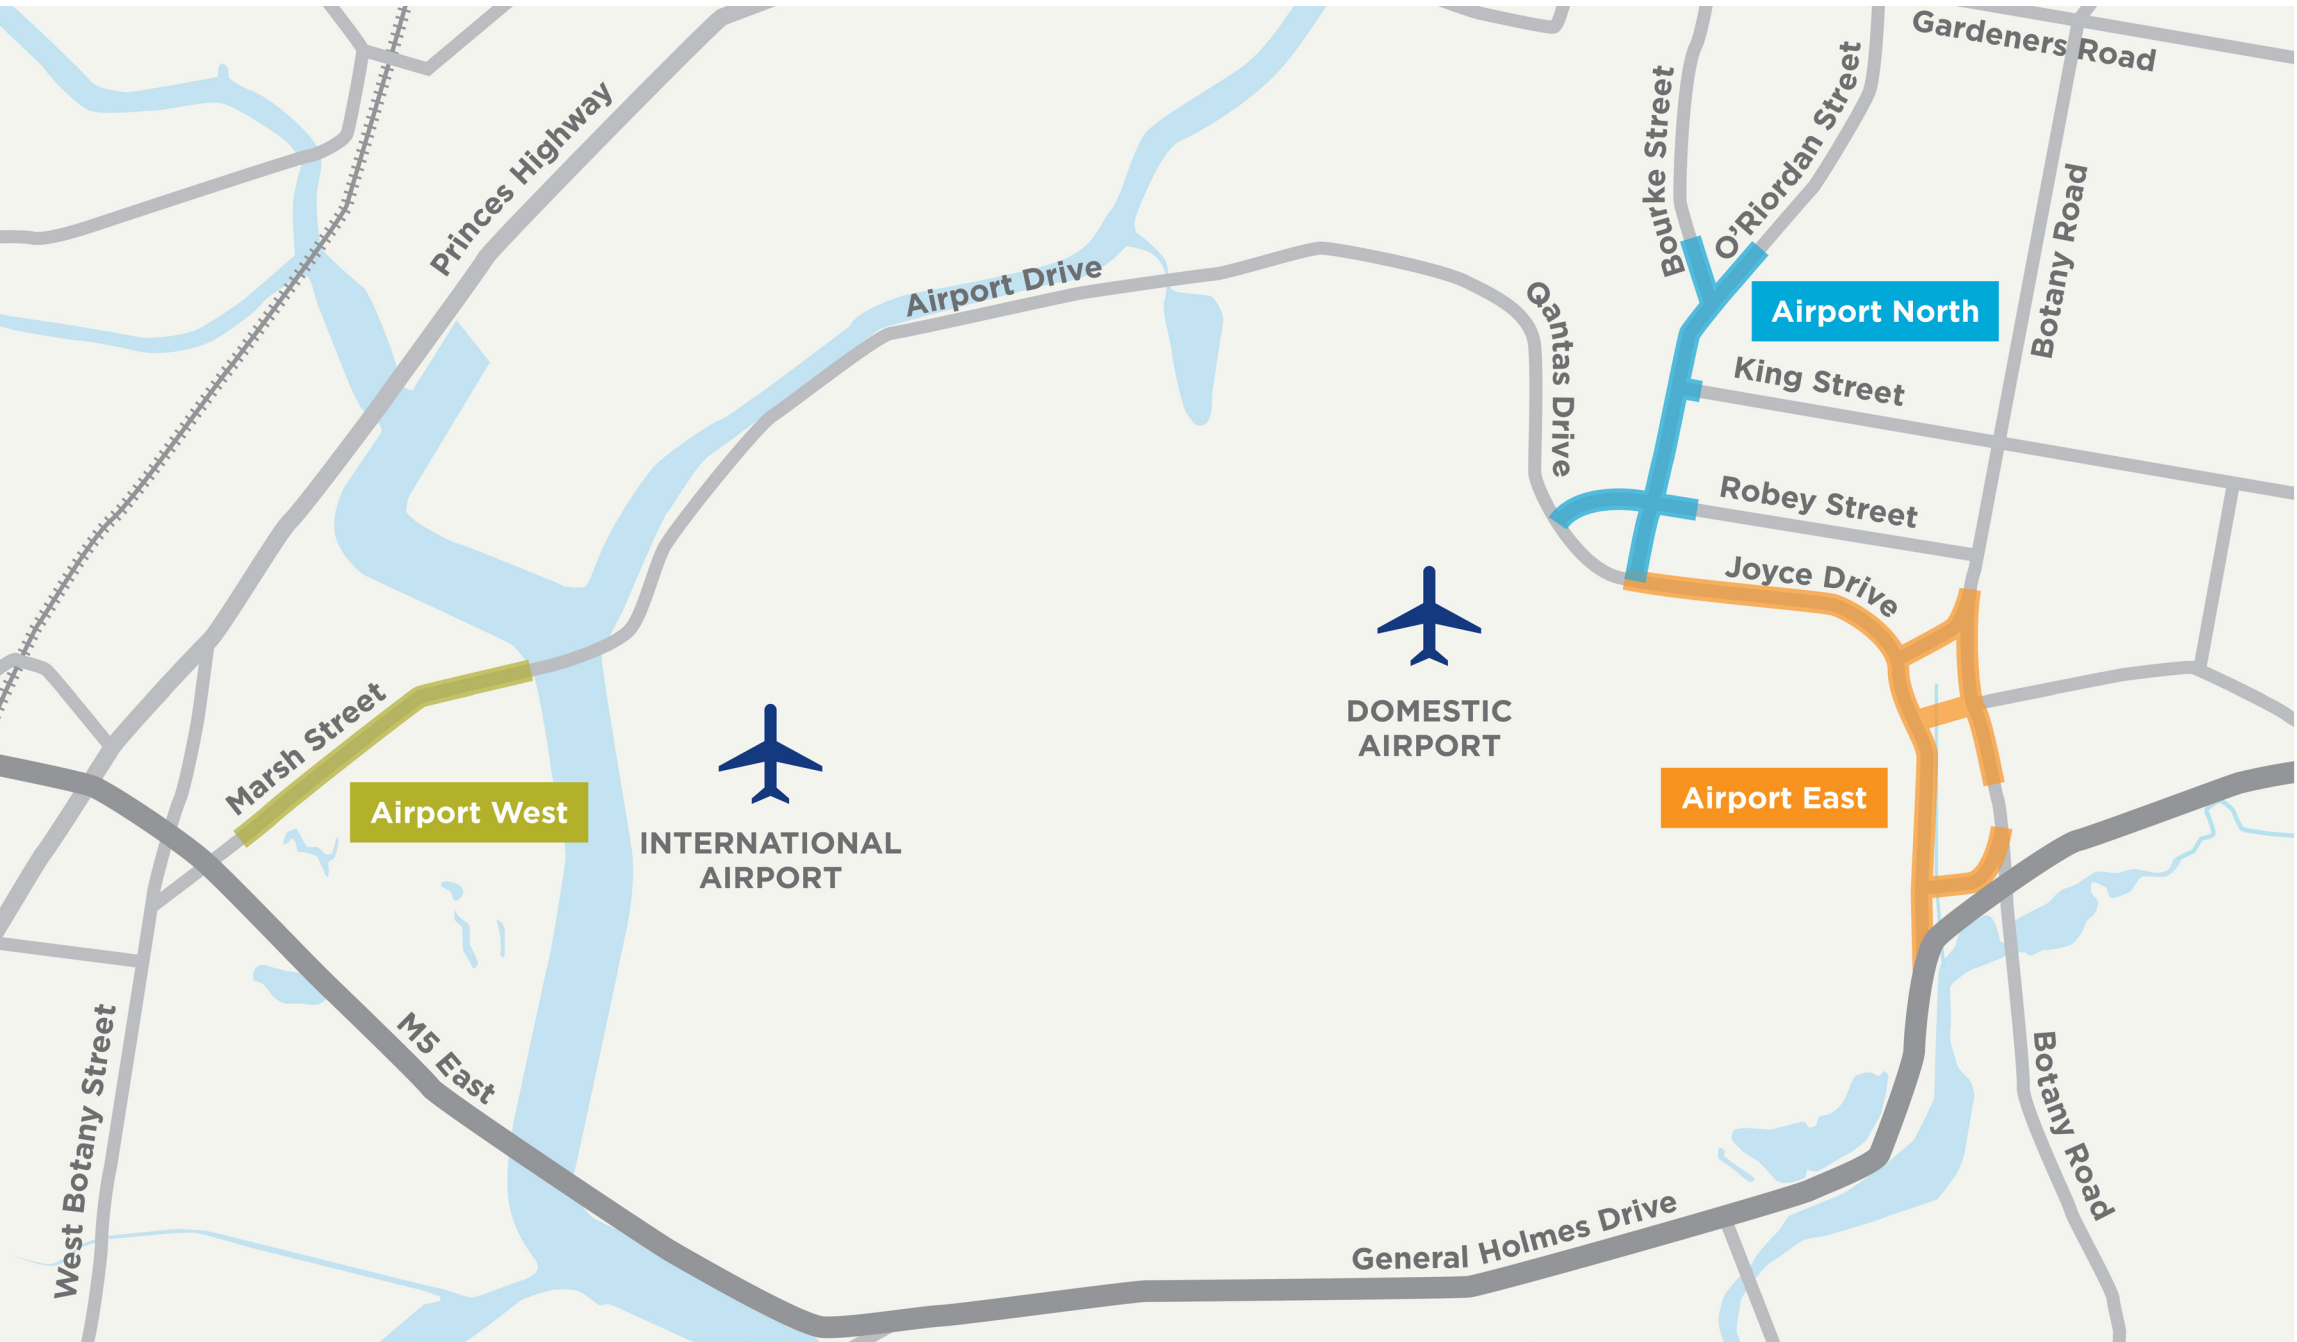 Gardeners Road
Bourke Street
O'Riordan Street
Princes Highway
Botany Road
Airport Drive
Qantas Drive
Airport North
King Street
Robey Street
Joyce Drive
DOMESTIC
AIRPORT
Marsh Street
Airport West
INTERNATIONAL
AIRPORT
Airport East
M5 East
West Botany Street
General Holmes Drive
Botany Road